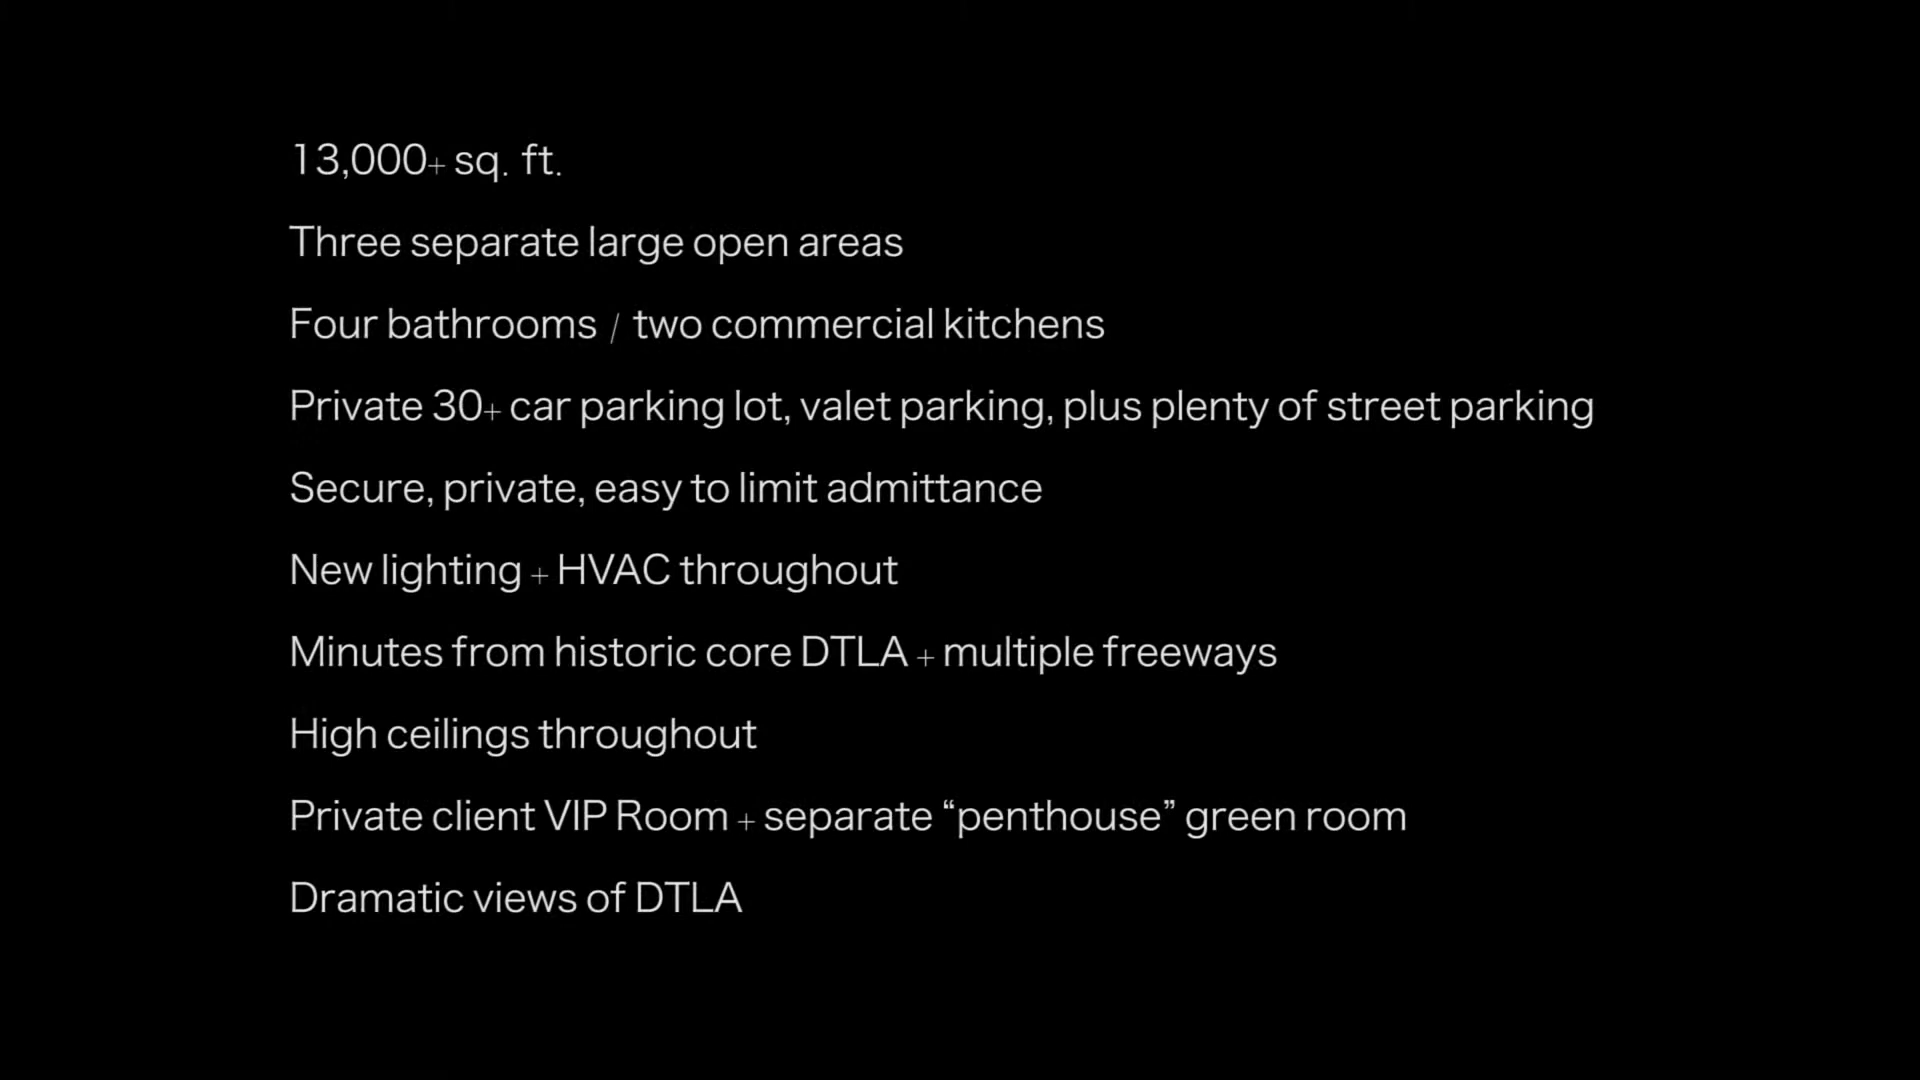 13,000+ sq. ft.
Three separate large open areas
Four bathrooms / two commercial kitchens
Private 30+ car parking lot, valet parking, plus plenty of street parking
Secure, private, easy to limit admittance
New lighting + HVAC throughout
Minutes from historic core DTLA + multiple freeways
High ceilings throughout
Private client VIP Room + separate “penthouse” green room
Dramatic views of DTLA